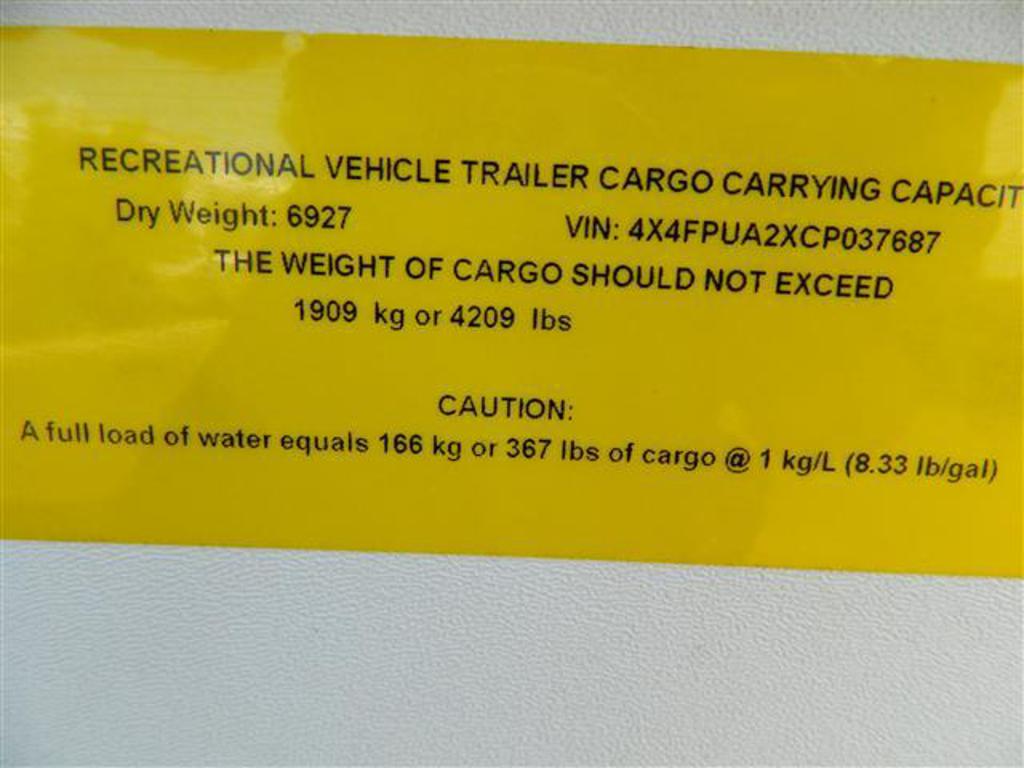 RECREATIONAL VEHICLE TRAILER CARGO CARRYING CAPACIT
Dry Weight: 6927 VIN: 4X4FPUA2XCP037687
THE WEIGHT OF CARGO SHOULD NOT EXCEED
1909 kg or 4209 lbs
CAUTION:
A full load of water equals 166 kg or 367 lbs of cargo @ 1 kg/L (8.33 lb/gal)